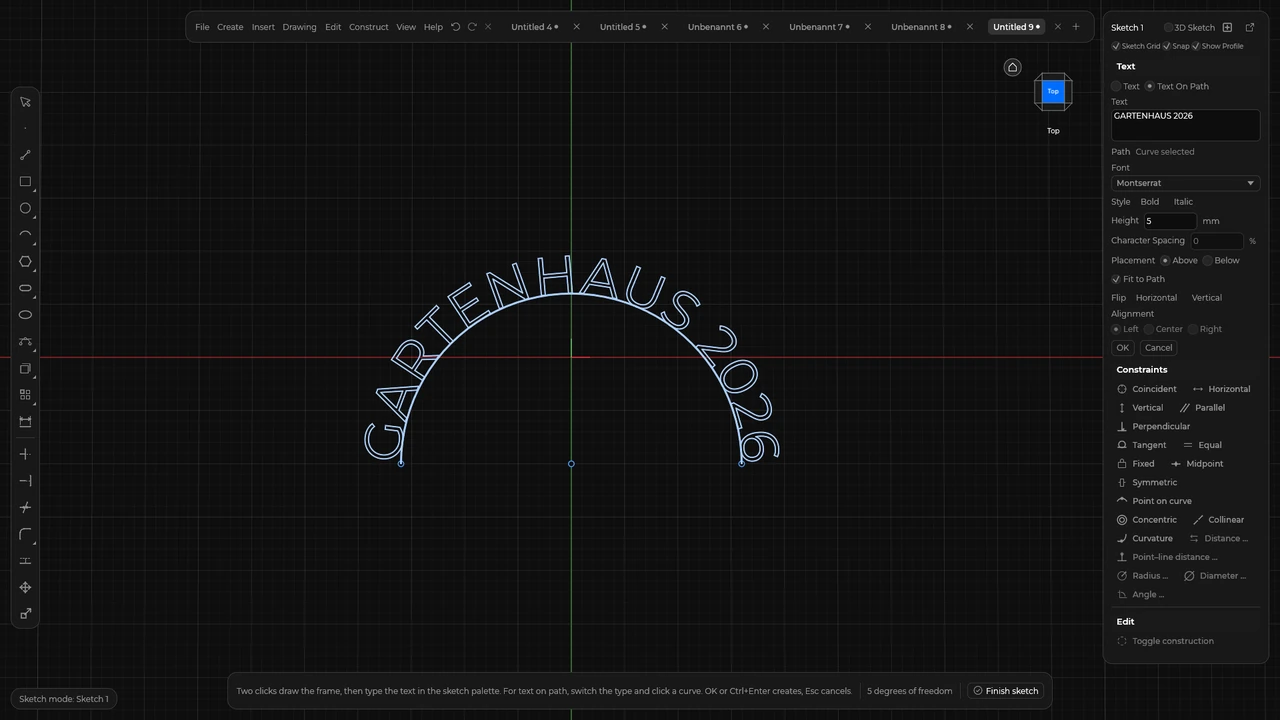 File Create Insert Drawing Edit Construct View Help
Untitled 4 Untitled 5 Unbenannt 6 Unbenannt 7 Unbenannt 8 Untitled 9
Sketch 1 3D Sketch
Sketch Grid Snap Show Profile
Text
Text Text On Path
Text
GARTENHAUS 2026
Path Curve selected
Font
Montserrat
Style Bold Italic
Height 5 mm
Character Spacing 0 %
Placement Above Below
Fit to Path
Flip Horizontal Vertical
Alignment
Left Center Right
OK Cancel
Constraints
Coincident Horizontal
Vertical Parallel
Perpendicular
Tangent Equal
Fixed Midpoint
Symmetric
Point on curve
Concentric Collinear
Curvature Distance ...
Point–line distance ...
Radius ... Diameter ...
Angle ...
Edit
Toggle construction
Top
Top
GARTENHAUS 2026
Two clicks draw the frame, then type the text in the sketch palette. For text on path, switch the type and click a curve. OK or Ctrl+Enter creates, Esc cancels 5 degrees of freedom Finish sketch
Sketch mode: Sketch 1